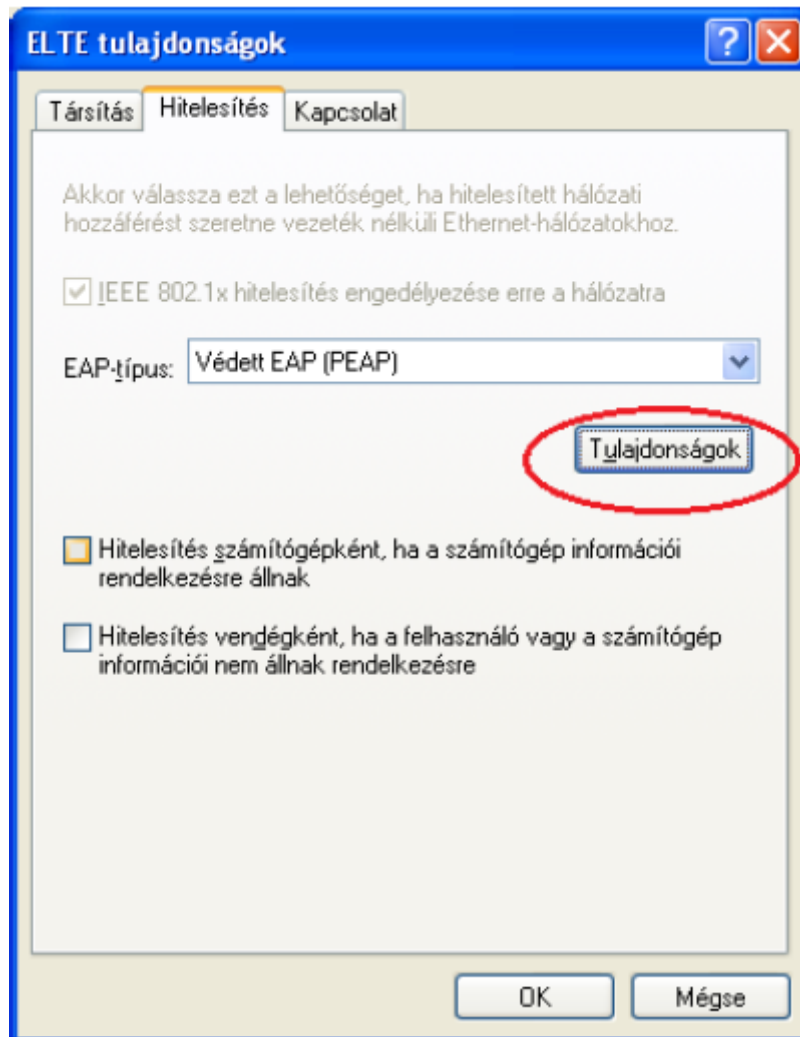 ELTE tulajdonságok
Társítás Hitelesítés Kapcsolat
Akkor válassza ezt a lehetőséget, ha hitelesített hálózati
hozzáférést szeretne vezeték nélküli Ethernet-hálózatokhoz.
IEEE 802.1x hitelesítés engedélyezése erre a hálózatra
EAP-típus: Védett EAP (PEAP)
Tulajdonságok
Hitelesítés számítógépként, ha a számítógép információi
rendelkezésre állnak
Hitelesítés vendégként, ha a felhasználó vagy a számítógép
információi nem állnak rendelkezésre
OK Mégse